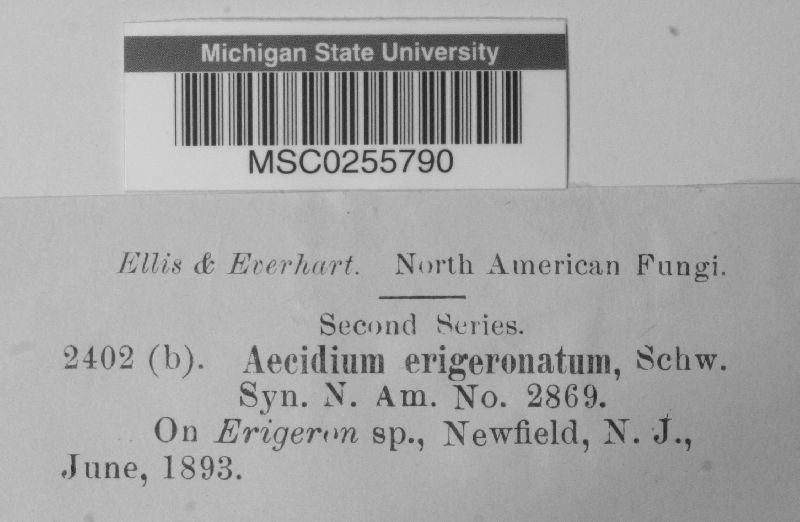 Michigan State University
MSC0255790
Ellis & Everhart. North American Fungi.
Second Series.
2402 (b). Aecidium erigeronatum, Schw.
Syn. N. Am. No. 2869.
On Erigeron sp., Newfield, N. J.,
June, 1893.